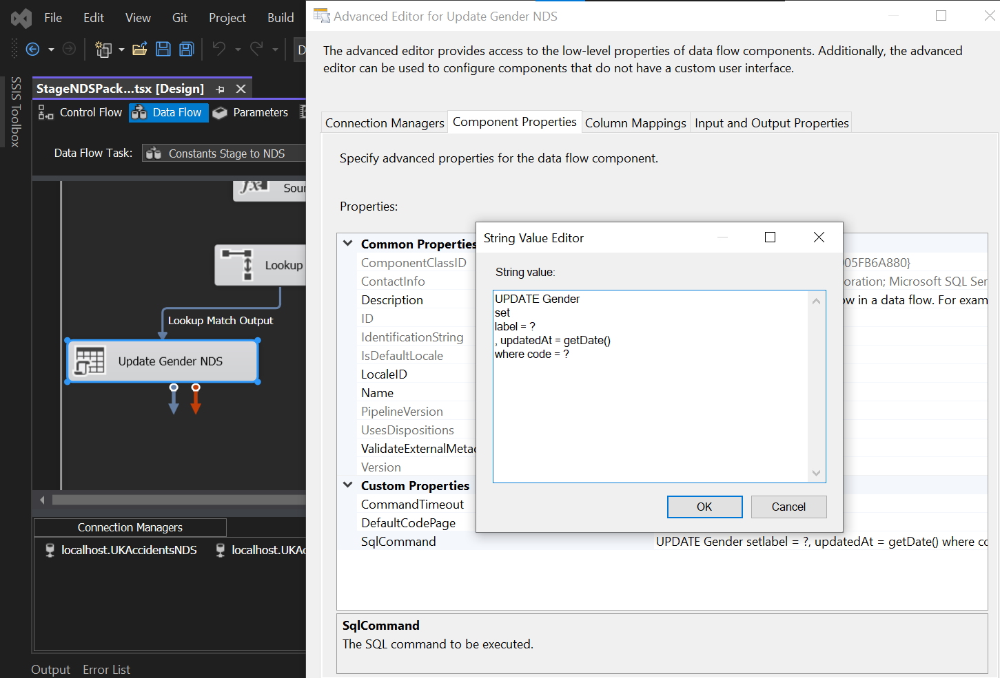 File Edit View Git Project Build
Advanced Editor for Update Gender NDS
The advanced editor provides access to the low-level properties of data flow components. Additionally, the advanced
editor can be used to configure components that do not have a custom user interface.
SSIS Toolbox
StageNDSPack...tsx [Design]
Control Flow Data Flow Parameters
Data Flow Task: Constants Stage to NDS
Sour
Lookup
Lookup Match Output
Update Gender NDS
Connection Managers
localhost.UKAccidentsNDS localhost.UKAc
Output Error List
Connection Managers Component Properties Column Mappings Input and Output Properties
Specify advanced properties for the data flow component.
Properties:
Common Properties
ComponentClassID 05FB6A880}
ContactInfo oration; Microsoft SQL Ser
Description w in a data flow. For exam
ID
IdentificationString
IsDefaultLocale
LocaleID
Name
PipelineVersion
UsesDispositions
ValidateExternalMetad
Version
Custom Properties
CommandTimeout
DefaultCodePage
SqlCommand UPDATE Gender setlabel = ?, updatedAt = getDate() where co
String Value Editor
String value:
UPDATE Gender
set
label = ?
, updatedAt = getDate()
where code = ?
OK Cancel
SqlCommand
The SQL command to be executed.